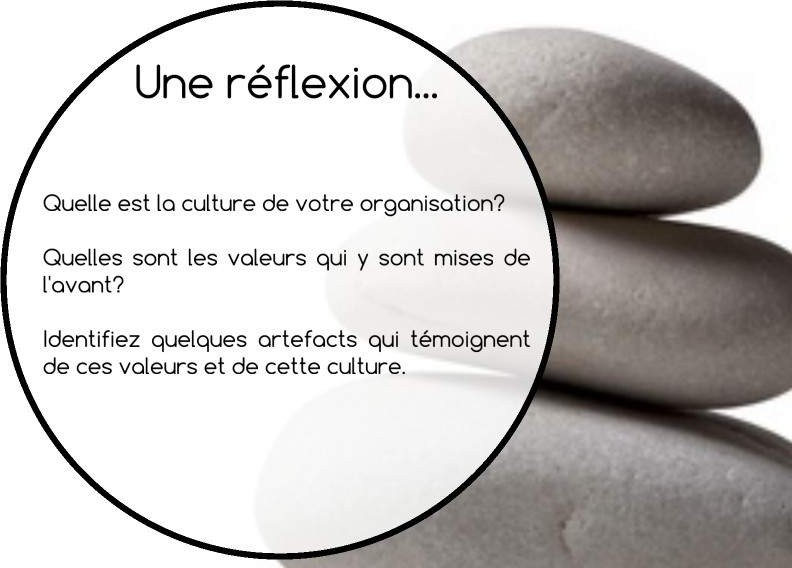 Une réflexion...
Quelle est la culture de votre organisation?
Quelles sont les valeurs qui y sont mises de
l'avant?
Identifiez quelques artefacts qui témoignent
de ces valeurs et de cette culture.